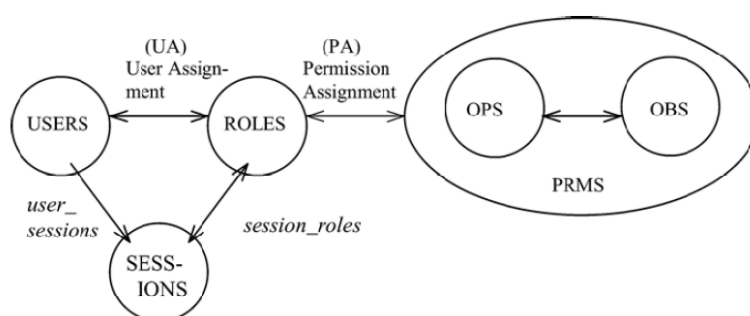 (UA)
User Assign-
ment
(PA)
Permission
Assignment
USERS
ROLES
OPS
OBS
PRMS
user_
sessions
session_roles
SESS-
IONS